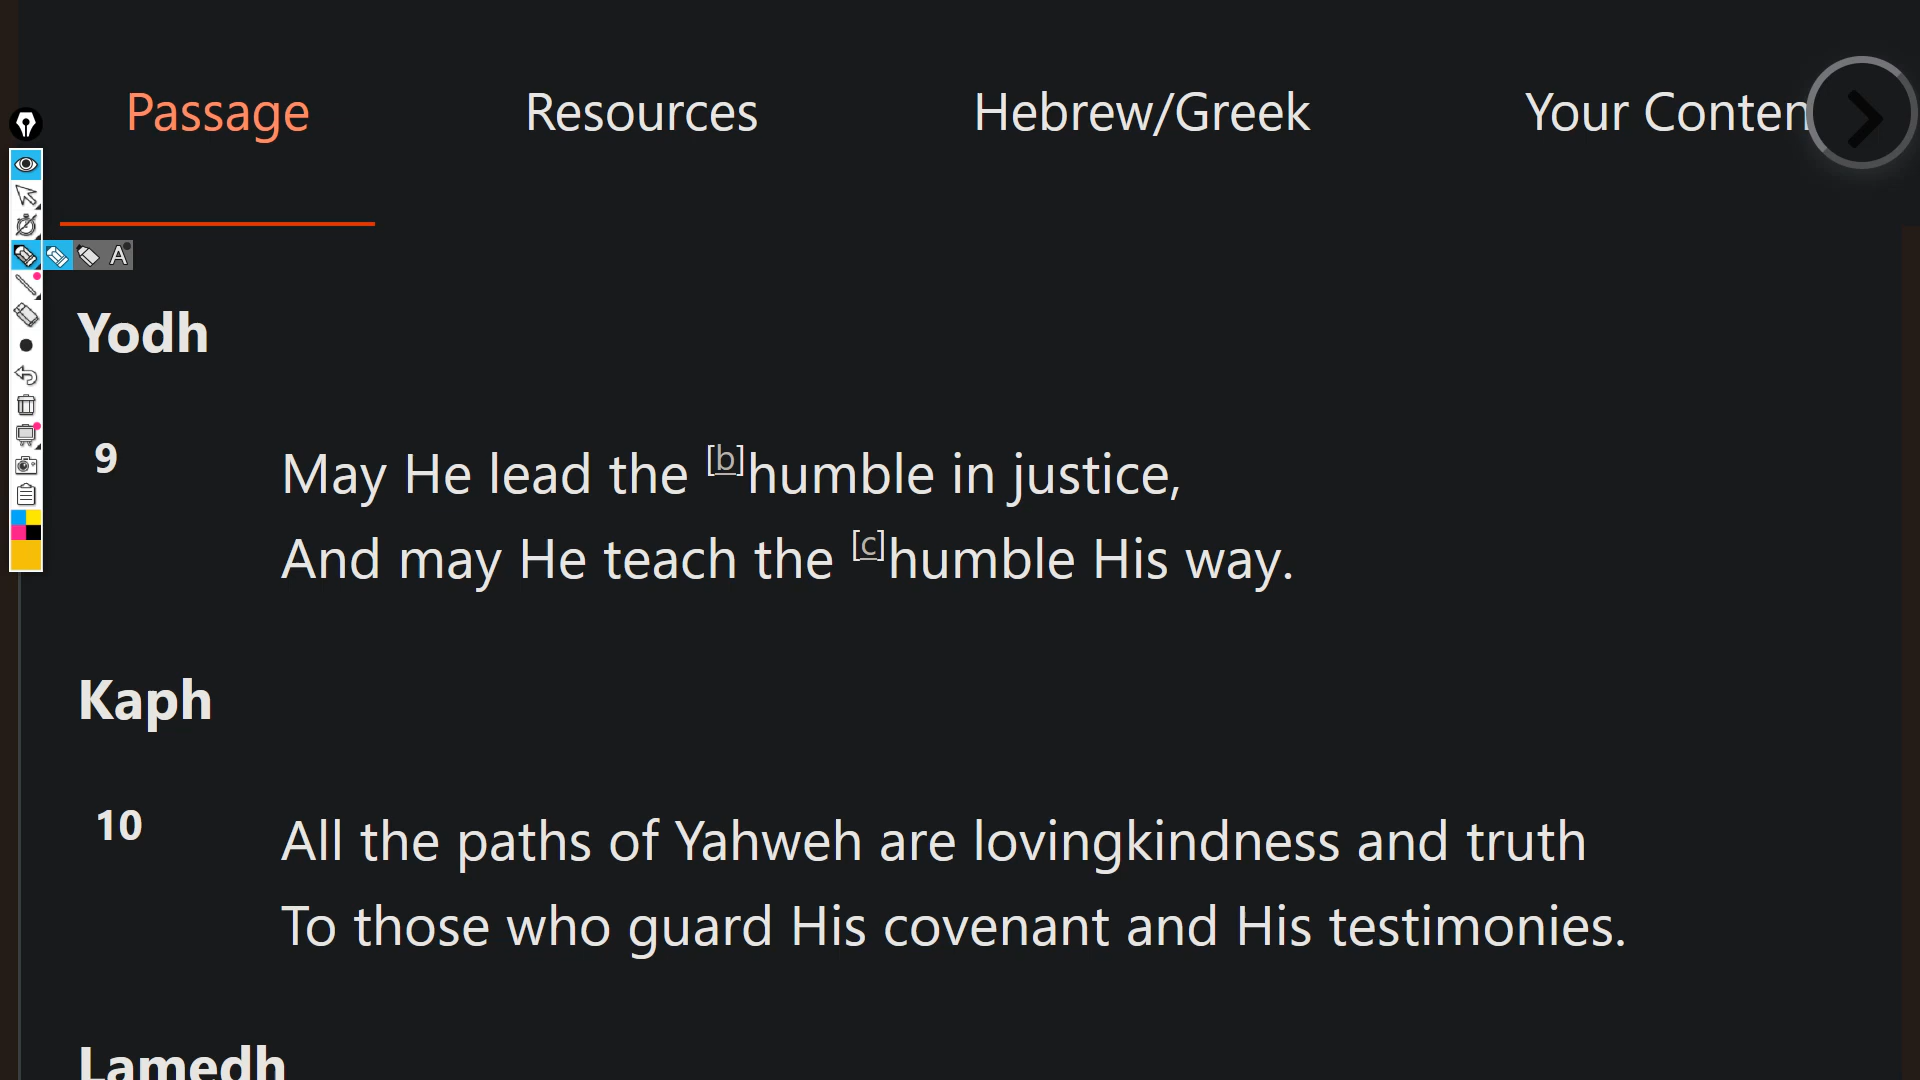 Passage Resources Hebrew/Greek Your Conten
A
Yodh
9 May He lead the [b]humble in justice,
And may He teach the [c]humble His way.
Kaph
10 All the paths of Yahweh are lovingkindness and truth
To those who guard His covenant and His testimonies.
Lamedh